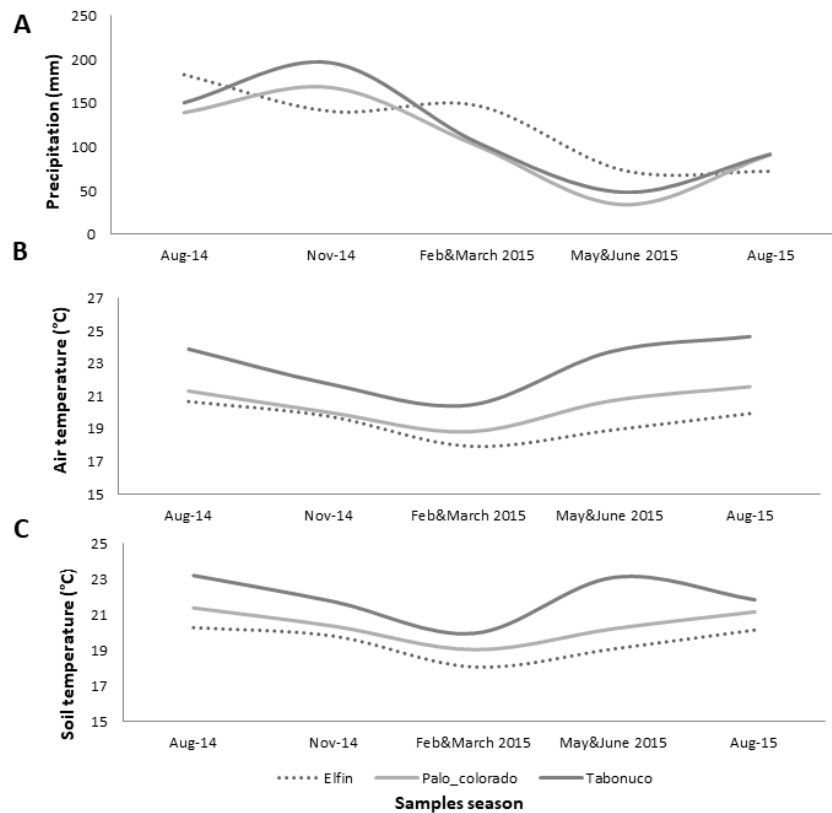 A
Precipitation (mm)
250
200
150
100
50
0
Aug-14 Nov-14 Feb&March 2015 May&June 2015 Aug-15
B
Air temperature (°C)
27
25
23
21
19
17
15
Aug-14 Nov-14 Feb&March 2015 May&June 2015 Aug-15
C
Soil temperature (°C)
25
23
21
19
17
15
Aug-14 Nov-14 Feb&March 2015 May&June 2015 Aug-15
Elfin Palo_colorado Tabonuco
Samples season